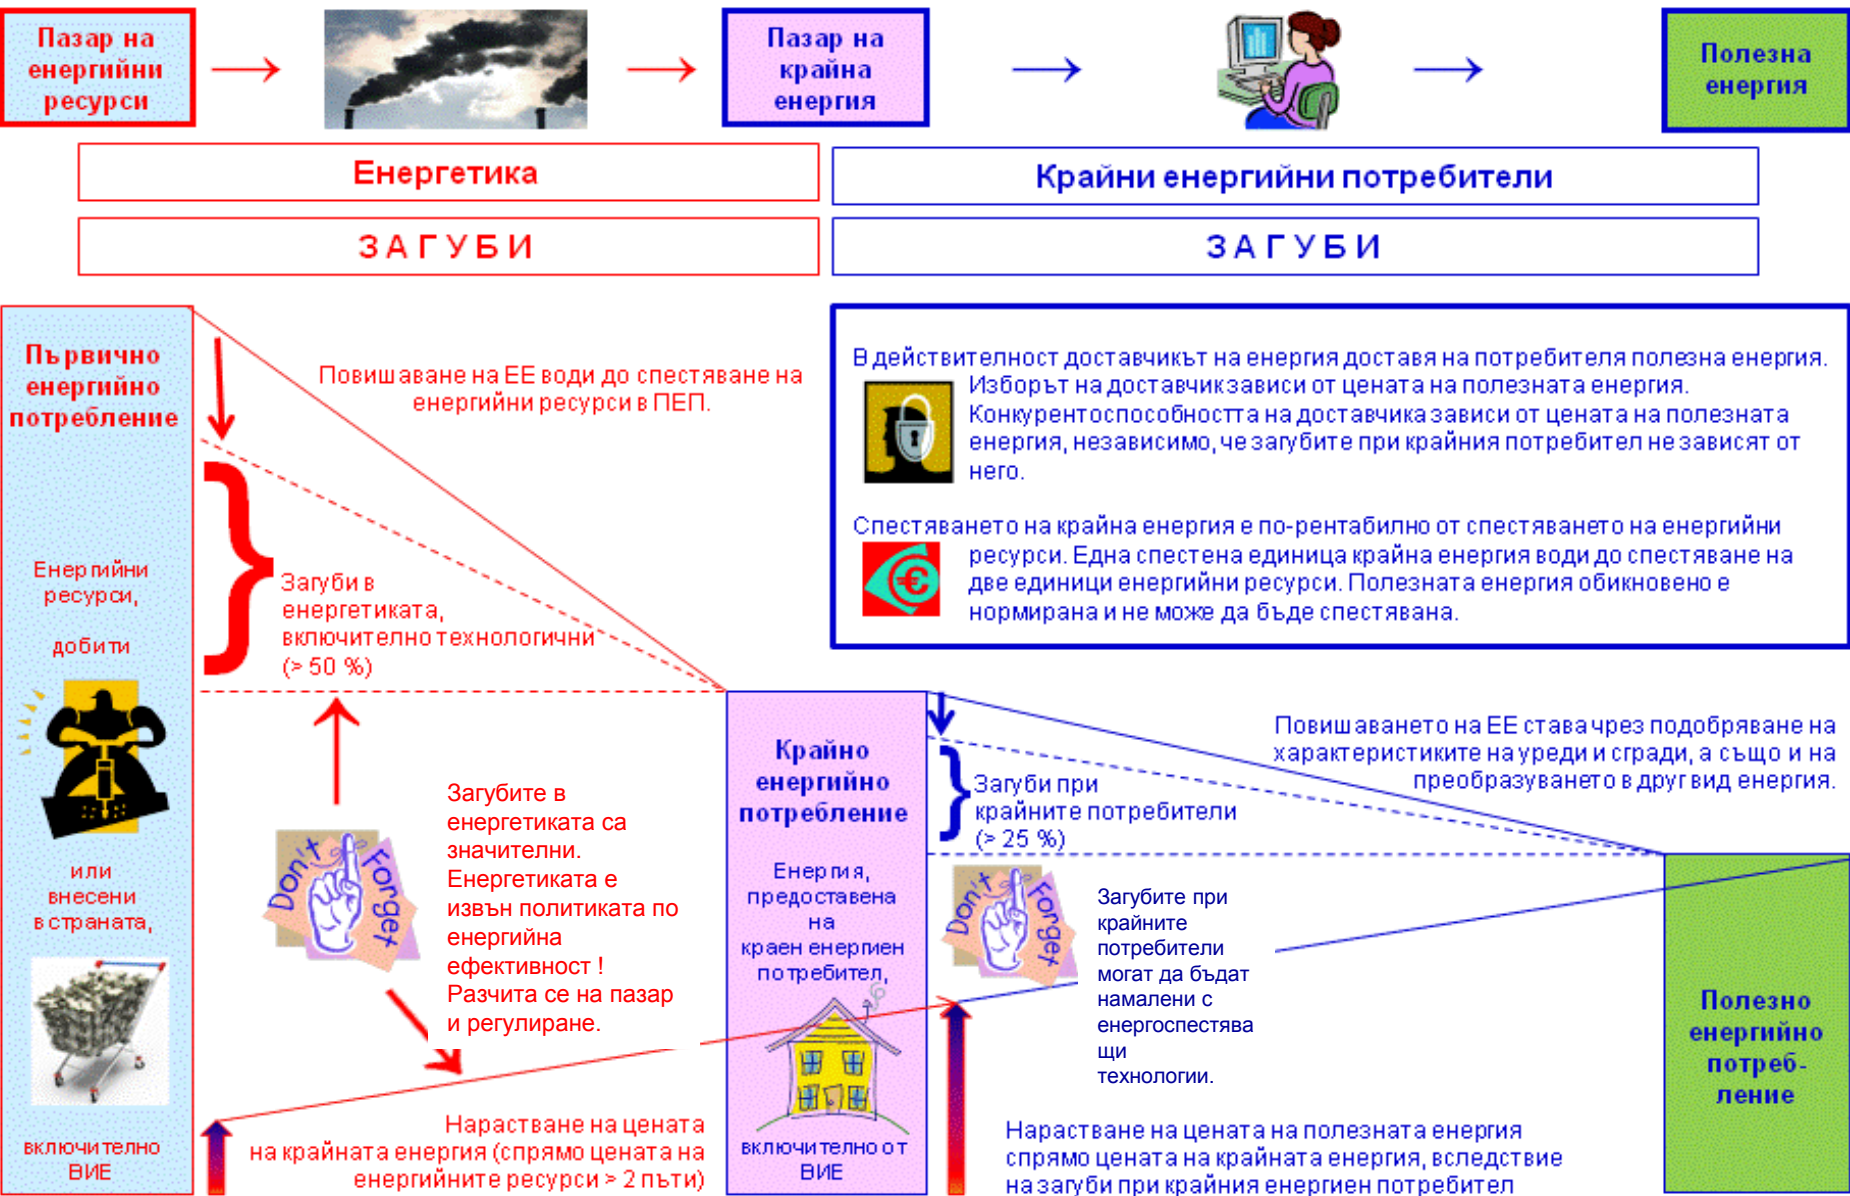 Пазар на
енергийни
ресурси
Пазар на
крайна
енергия
Полезна
енергия
Енергетика
Крайни енергийни потребители
ЗАГУБИ
ЗАГУБИ
Първично
енергийно
потребление
Енергийни
ресурси,
добити
или
внесени
в страната,
включително
ВИЕ
Повишаване на ЕЕ води до спестяване на
енергийни ресурси в ПЕП.
Загуби в
енергетиката,
включително технологични
(> 50 %)
В действителност доставчикът на енергия доставя на потребителя полезна енергия.
Изборът на доставчик зависи от цената на полезната енергия.
Конкурентоспособността на доставчика зависи от цената на полезната
енергия, независимо, че загубите при крайния потребител не зависят от
него.
Спестяването на крайна енергия е по-рентабилно от спестяването на енергийни
ресурси. Една спестена единица крайна енергия води до спестяване на
две единици енергийни ресурси. Полезната енергия обикновено е
нормирана и не може да бъде спестявана.
Don't Forget
Загубите в
енергетиката са
значителни.
Енергетиката е
извън политиката по
енергийна
ефективност !
Разчита се на пазар
и регулиране.
Нарастване на цената
на крайната енергия (спрямо цената на
енергийните ресурси > 2 пъти)
Крайно
енергийно
потребление
Енергия,
предоставена
на
краен енергиен
потребител,
включително от
ВИЕ
Повишаването на ЕЕ става чрез подобряване на
характеристиките на уреди и сгради, а също и на
преобразуването в друг вид енергия.
Загуби при
крайните потребители
(> 25 %)
Don't Forget
Загубите при
крайните
потребители
могат да бъдат
намалени с
енергоспестява
щи
технологии.
Нарастване на цената на полезната енергия
спрямо цената на крайната енергия, вследствие
на загуби при крайния енергиен потребител
Полезно
енергийно
потреб-
ление